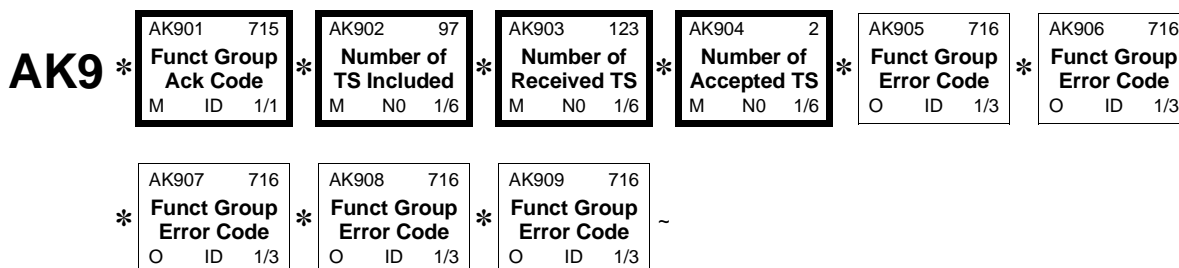 AK9 * AK901 715 Funct Group Ack Code M ID 1/1 * AK902 97 Number of TS Included M N0 1/6 * AK903 123 Number of Received TS M N0 1/6 * AK904 2 Number of Accepted TS M N0 1/6 * AK905 716 Funct Group Error Code O ID 1/3 * AK906 716 Funct Group Error Code O ID 1/3
* AK907 716 Funct Group Error Code O ID 1/3 * AK908 716 Funct Group Error Code O ID 1/3 * AK909 716 Funct Group Error Code O ID 1/3 ~